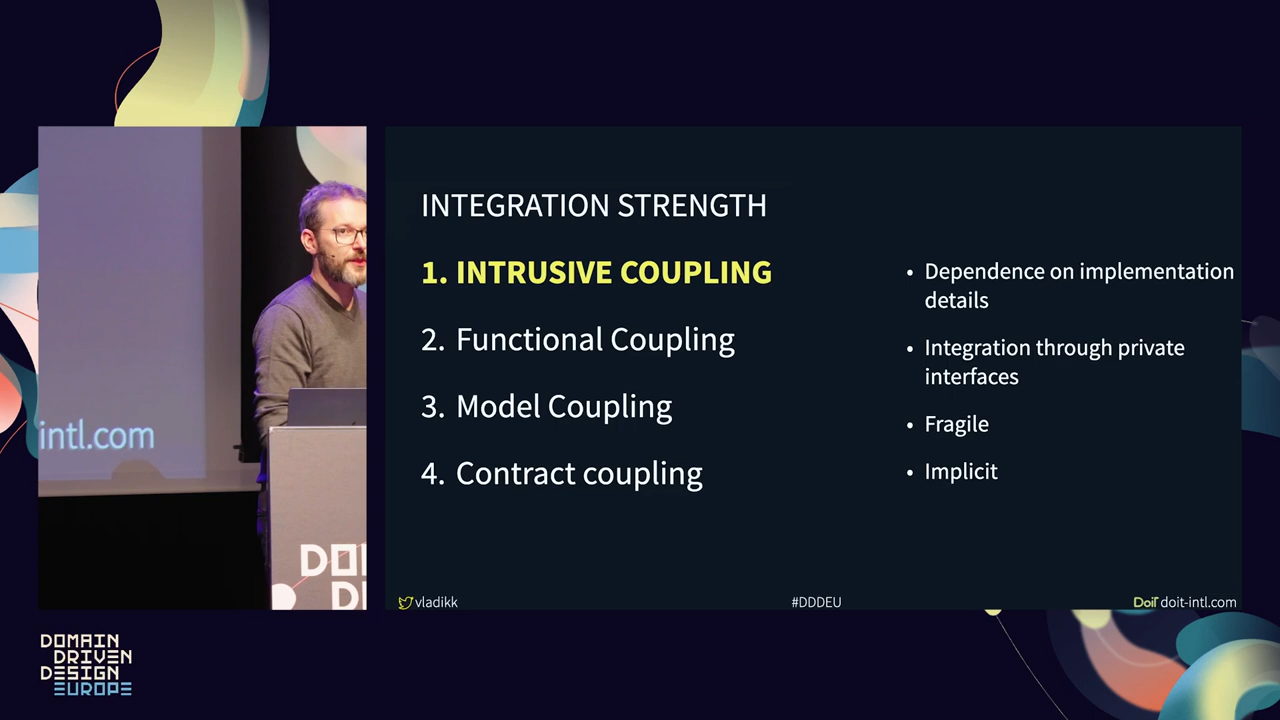 INTEGRATION STRENGTH
1. INTRUSIVE COUPLING
2. Functional Coupling
3. Model Coupling
4. Contract coupling
• Dependence on implementation
details
• Integration through private
interfaces
• Fragile
• Implicit
vladikk
#DDDEU
DoiT doit-intl.com
intl.com
DOMAIN
DRIVEN
DESIGN
EUROPE